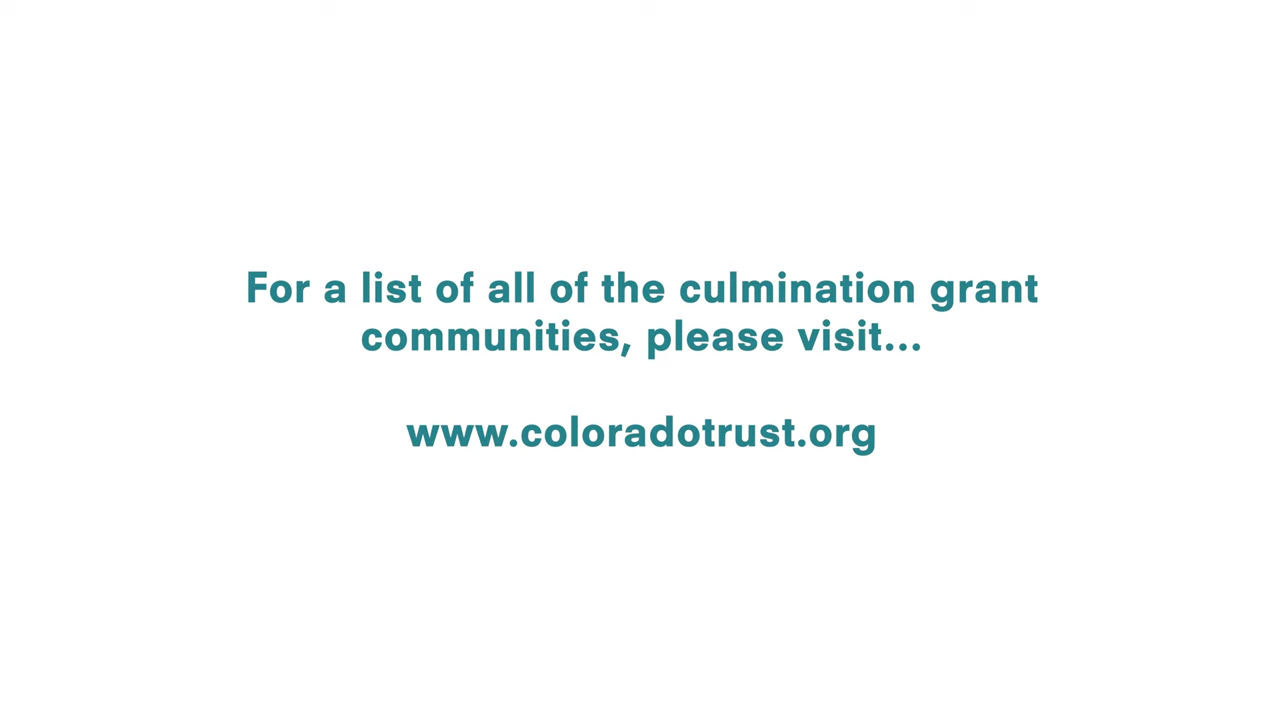 For a list of all of the culmination grant
communities, please visit...
www.coloradotrust.org